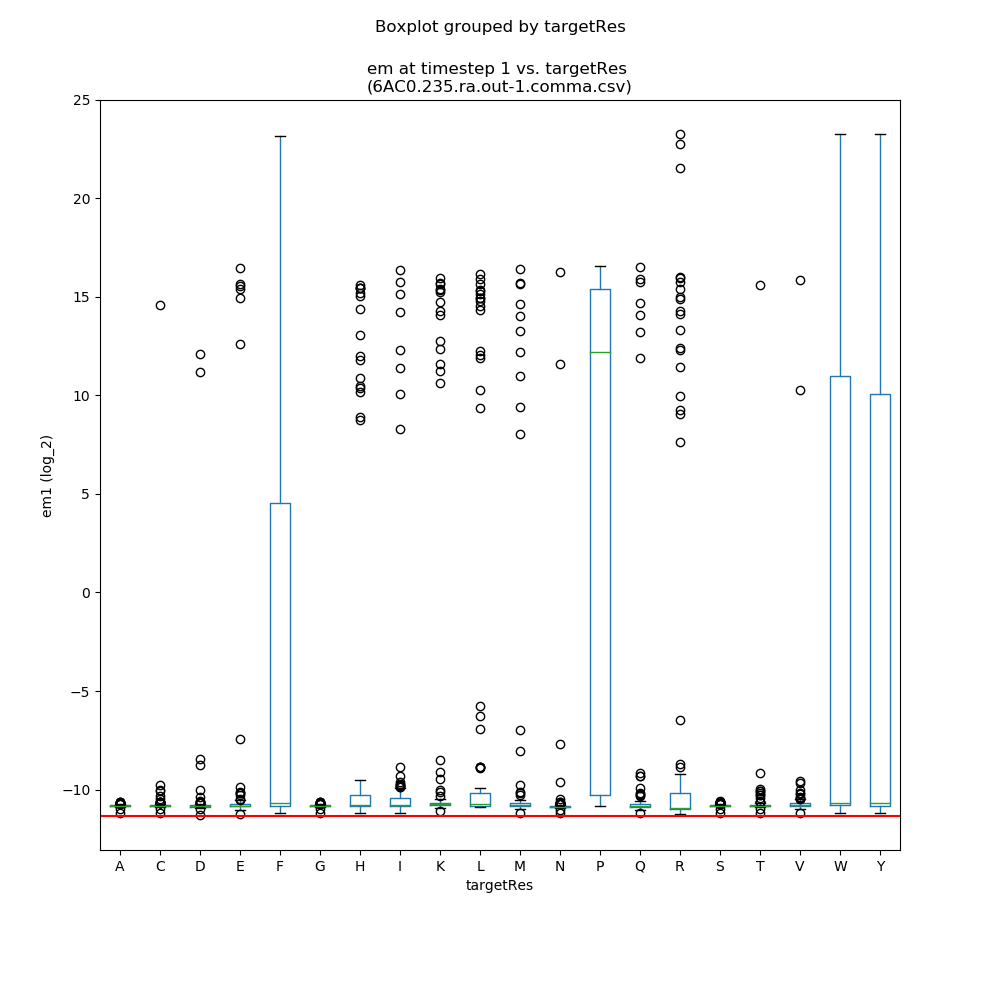 Boxplot grouped by targetRes
em at timestep 1 vs. targetRes
(6AC0.235.ra.out-1.comma.csv)
25
20
15
10
5
0
−5
−10
em1 (log_2)
A C D E F G H I K L M N P Q R S T V W Y
targetRes